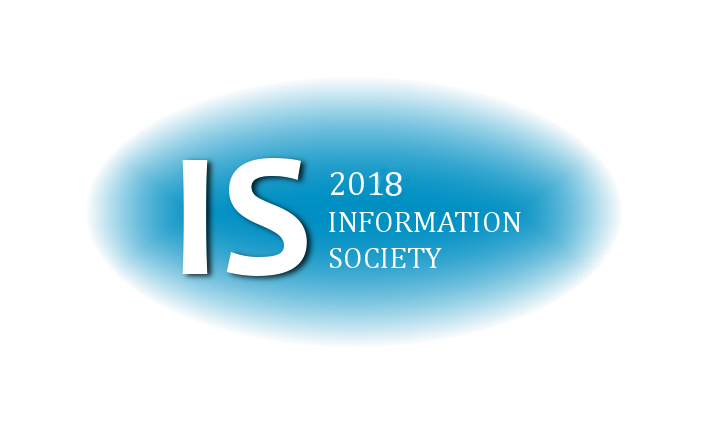 IS
2018
INFORMATION
SOCIETY